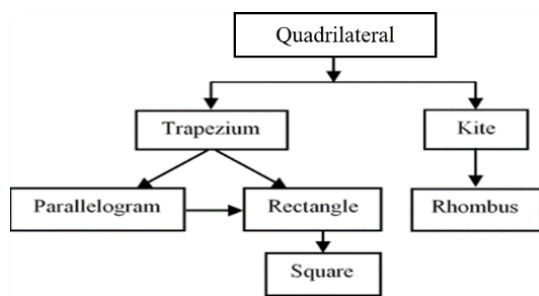 Quadrilateral
Trapezium
Kite
Parallelogram
Rectangle
Rhombus
Square